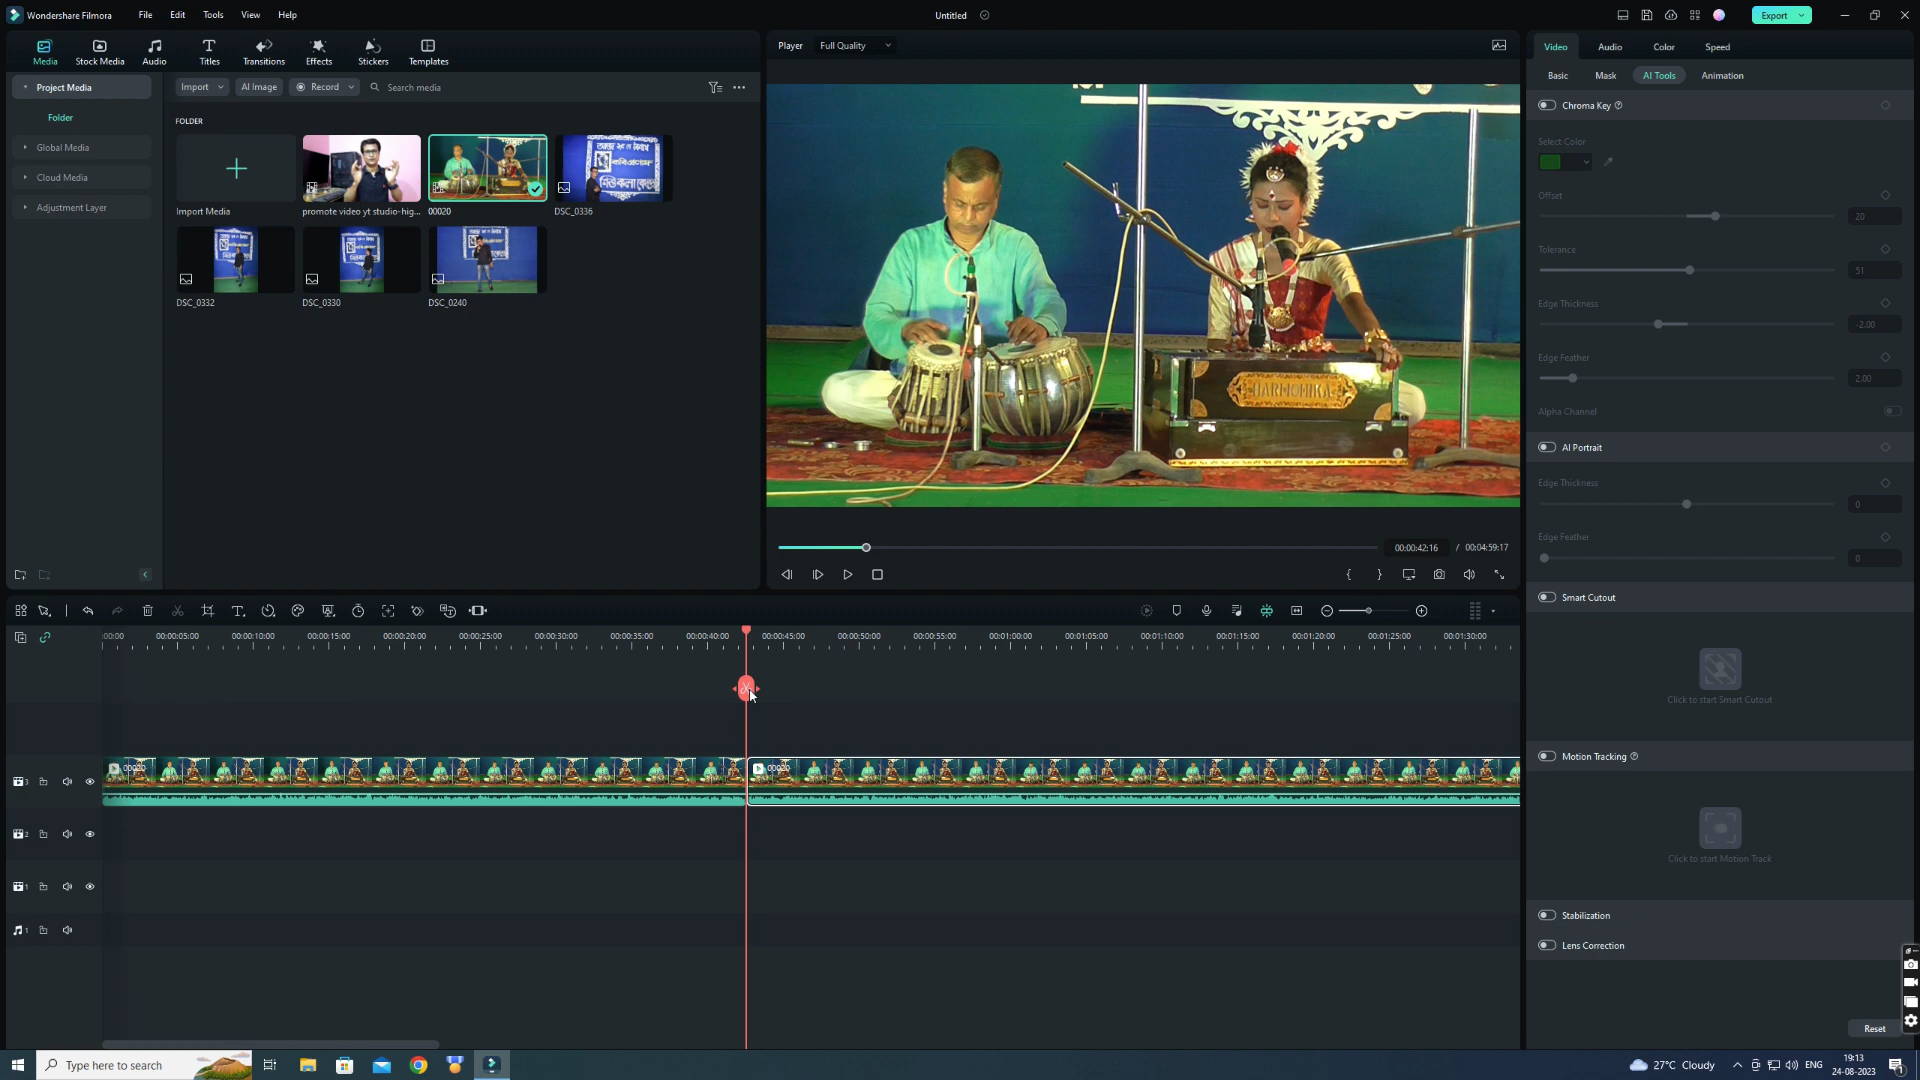 Wondershare Filmora
File
Edit
Tools
View
Help
Untitled
Export
Media
Stock Media
Audio
Titles
Transitions
Effects
Stickers
Templates
Player
Full Quality
Video
Audio
Color
Speed
Project Media
Import
AI Image
Record
Search media
Basic
Mask
AI Tools
Animation
Folder
Global Media
Cloud Media
Adjustment Layer
FOLDER
Import Media
promote video yt studio-hig...
00020
DSC_0336
DSC_0332
DSC_0330
DSC_0240
HARMONIKA
Chroma Key
Select Color
Offset
20
Tolerance
51
Edge Thickness
-2.00
Edge Feather
2.00
Alpha Channel
AI Portrait
Edge Thickness
0
Edge Feather
0
Smart Cutout
Click to start Smart Cutout
Motion Tracking
Click to start Motion Track
Stabilization
Lens Correction
Reset
00:00:42:16 / 00:04:59:17
:00:00
00:00:05:00
00:00:10:00
00:00:15:00
00:00:20:00
00:00:25:00
00:00:30:00
00:00:35:00
00:00:40:00
00:00:45:00
00:00:50:00
00:00:55:00
00:01:00:00
00:01:05:00
00:01:10:00
00:01:15:00
00:01:20:00
00:01:25:00
00:01:30:00
00020
00020
3
2
1
1
Type here to search
27°C Cloudy
ENG
19:13
24-08-2023